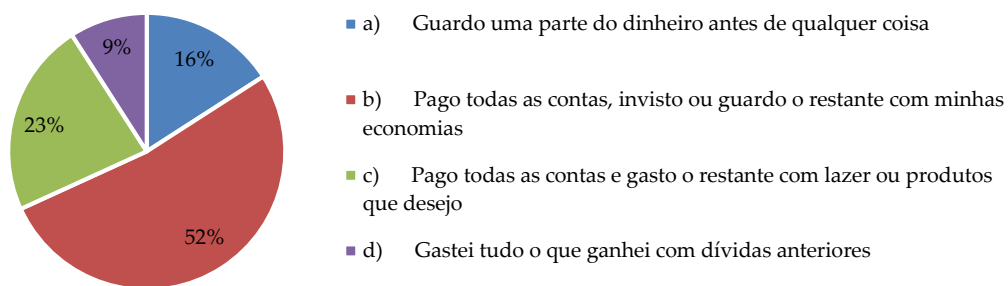 9%
16%
23%
52%
a) Guardo uma parte do dinheiro antes de qualquer coisa
b) Pago todas as contas, invisto ou guardo o restante com minhas
economias
c) Pago todas as contas e gasto o restante com lazer ou produtos
que desejo
d) Gastei tudo o que ganhei com dívidas anteriores